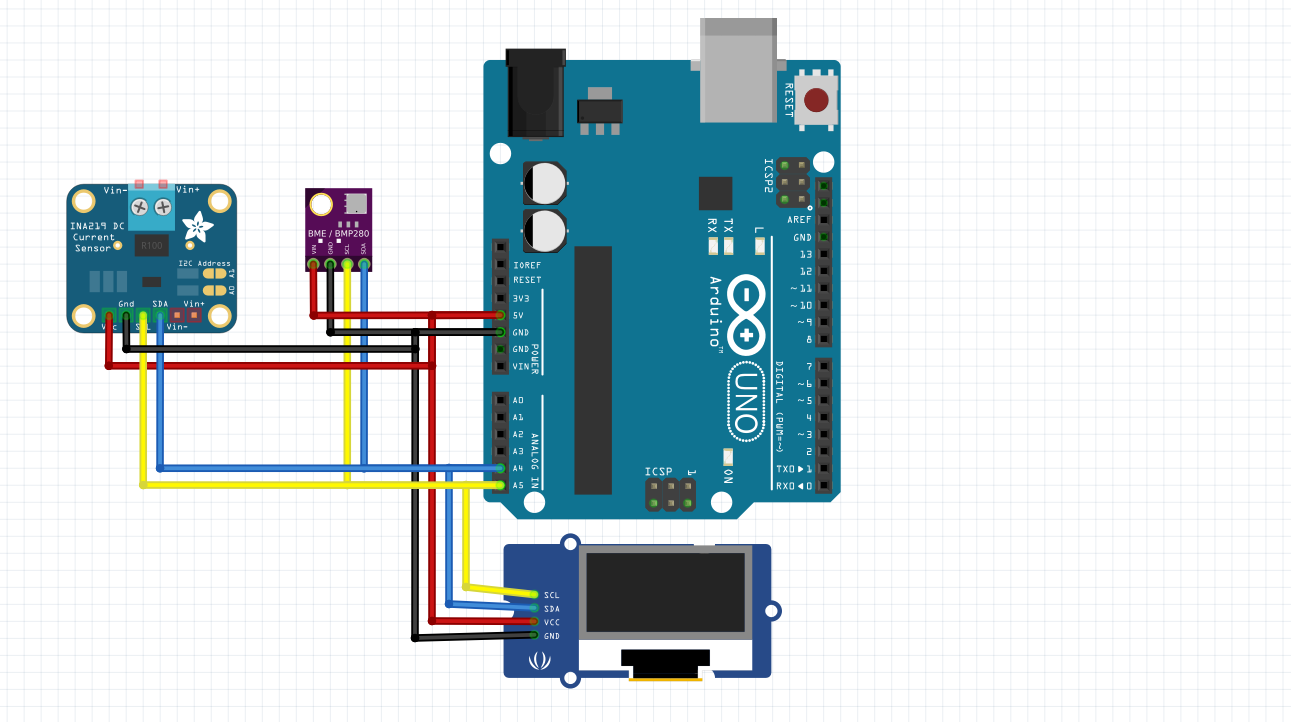 Vin-
Vin+
INA219 DC
Current
Sensor
R100
I2C Address
A1
A0
Gnd
SDA
Vin+
Vcc
SCL
Vin-
BME / BMP280
VIN
GND
SCL
SDA
RESET
ICSP2
IOREF
RESET
3V3
5V
GND
GND
VIN
POWER
A0
A1
A2
A3
A4
A5
ANALOG IN
RX
TX
L
Arduino™
UNO
ON
ICSP
1
AREF
GND
13
12
~11
~10
~9
8
7
~6
~5
4
~3
2
TX0▶1
RX0◀0
DIGITAL (PWM=~)
SCL
SDA
VCC
GND